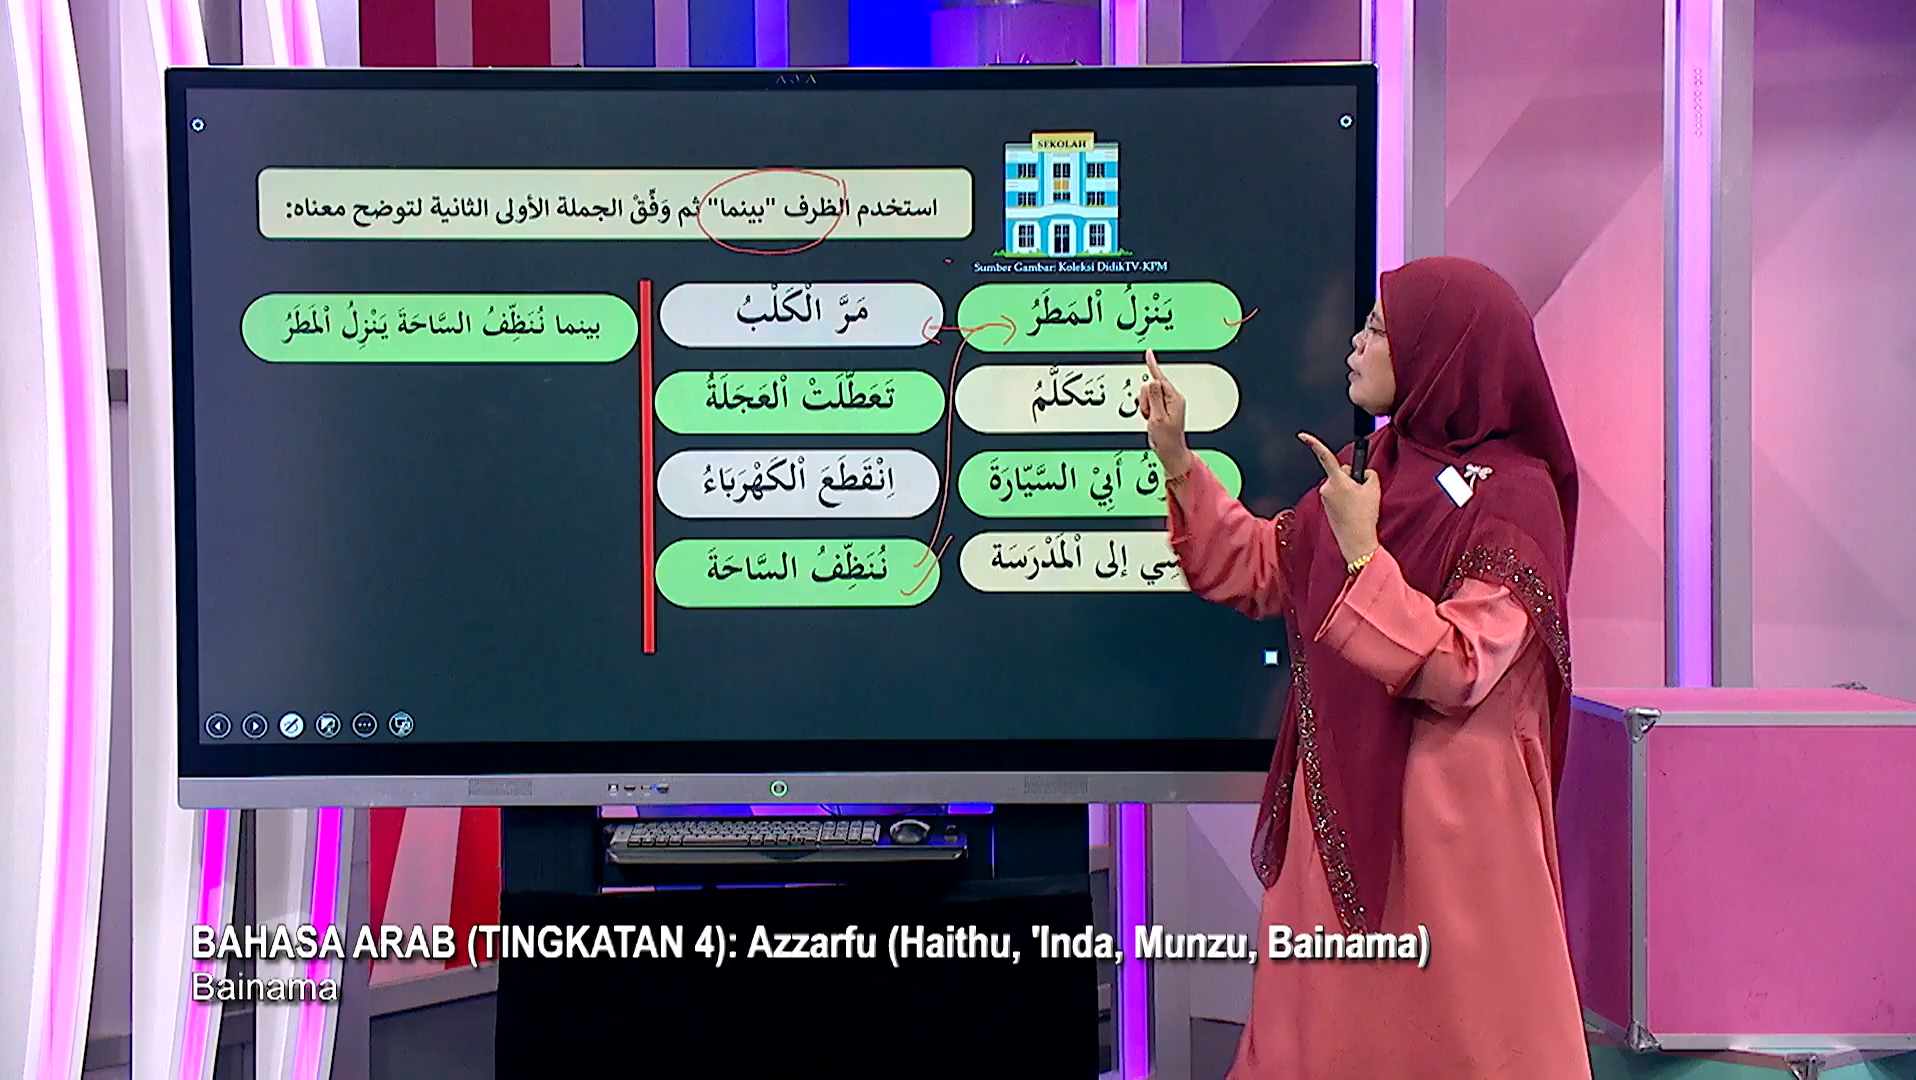 SEKOLAH
استخدم الظرف "بينما" ثم وَفِّقْ الجملة الأولى الثانية لتوضح معناه:
Sumber Gambar: Koleksi DidikTV-KPM
يَنْزِلُ الْمَطَرُ
مَرَّ الْكَلْبُ
بينما نُنَظِّفُ السَّاحَةَ يَنْزِلُ الْمَطَرُ
نَتَكَلَّمُ
تَعَطَّلَتْ الْعَجَلَةُ
أَبِيْ السَّيَّارَةَ
اِنْقَطَعَ الْكَهْرَبَاءُ
إلى الْمَدْرَسَة
نُنَظِّفُ السَّاحَةَ
BAHASA ARAB (TINGKATAN 4): Azzarfu (Haithu, 'Inda, Munzu, Bainama)
Bainama